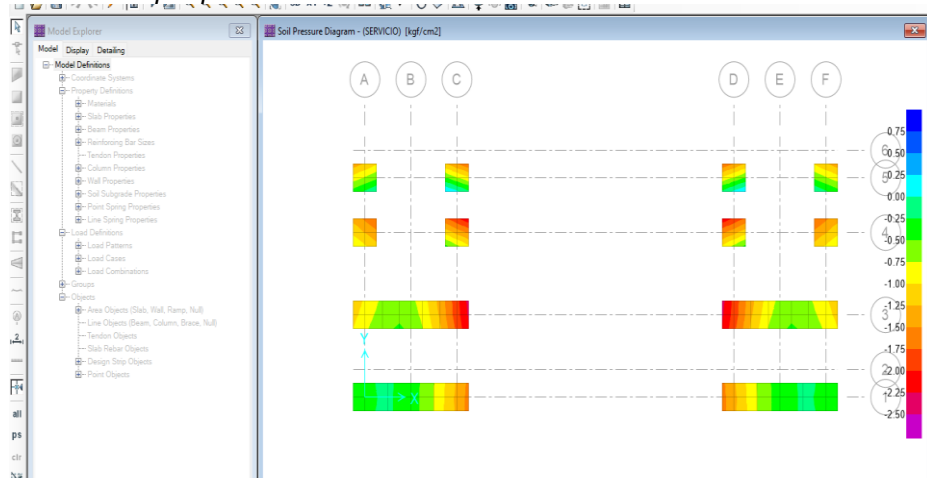 Model Explorer
Model Display Detailing
Model Definitions
Coordinate Systems
Property Definitions
Materials
Slab Properties
Beam Properties
Reinforcing Bar Sizes
Tendon Properties
Column Properties
Wall Properties
Soil Subgrade Properties
Point Spring Properties
Line Spring Properties
Load Definitions
Load Patterns
Load Cases
Load Combinations
Groups
Objects
Area Objects (Slab, Wall, Ramp, Null)
Line Objects (Beam, Column, Brace, Null)
Tendon Objects
Slab Rebar Objects
Design Strip Objects
Point Objects
all
ps
clr
Soil Pressure Diagram - (SERVICIO) [kgf/cm2]
A B C D E F
6
5
4
3
2
1
Y
X
0.75
0.50
0.25
0.00
-0.25
-0.50
-0.75
-1.00
-1.25
-1.50
-1.75
-2.00
-2.25
-2.50